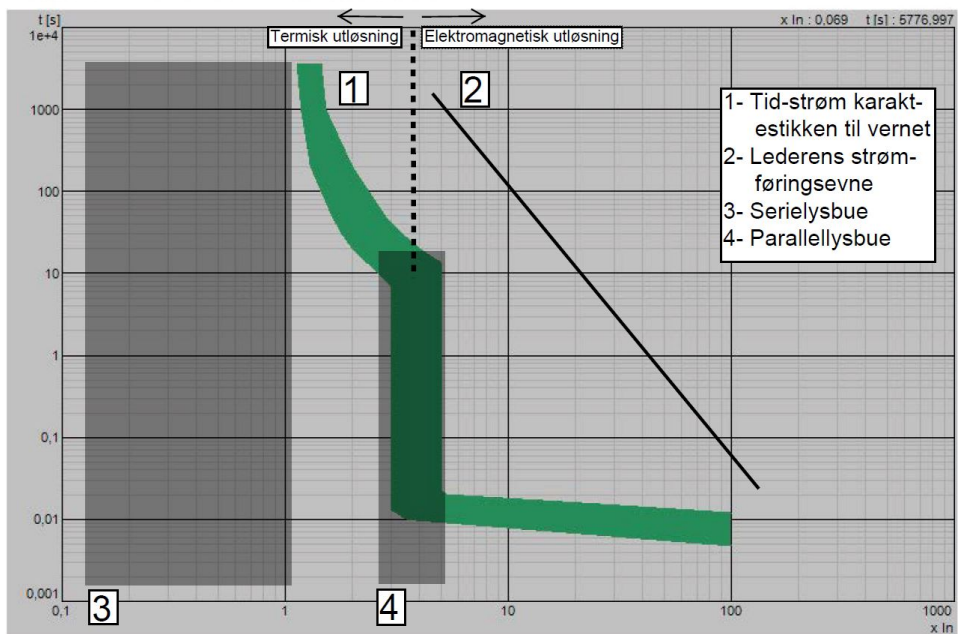 t [s]
x In : 0,069 t [s] : 5776.997
Termisk utløsning
Elektromagnetisk utløsning
1e+4
1
2
1- Tid-strøm karakt-
estikken til vernet
2- Lederens strøm-
føringsevne
3- Serielysbue
4- Parallellysbue
1000
100
10
1
0,1
0,01
0,001
3
4
0,1
1
10
100
1000
x In